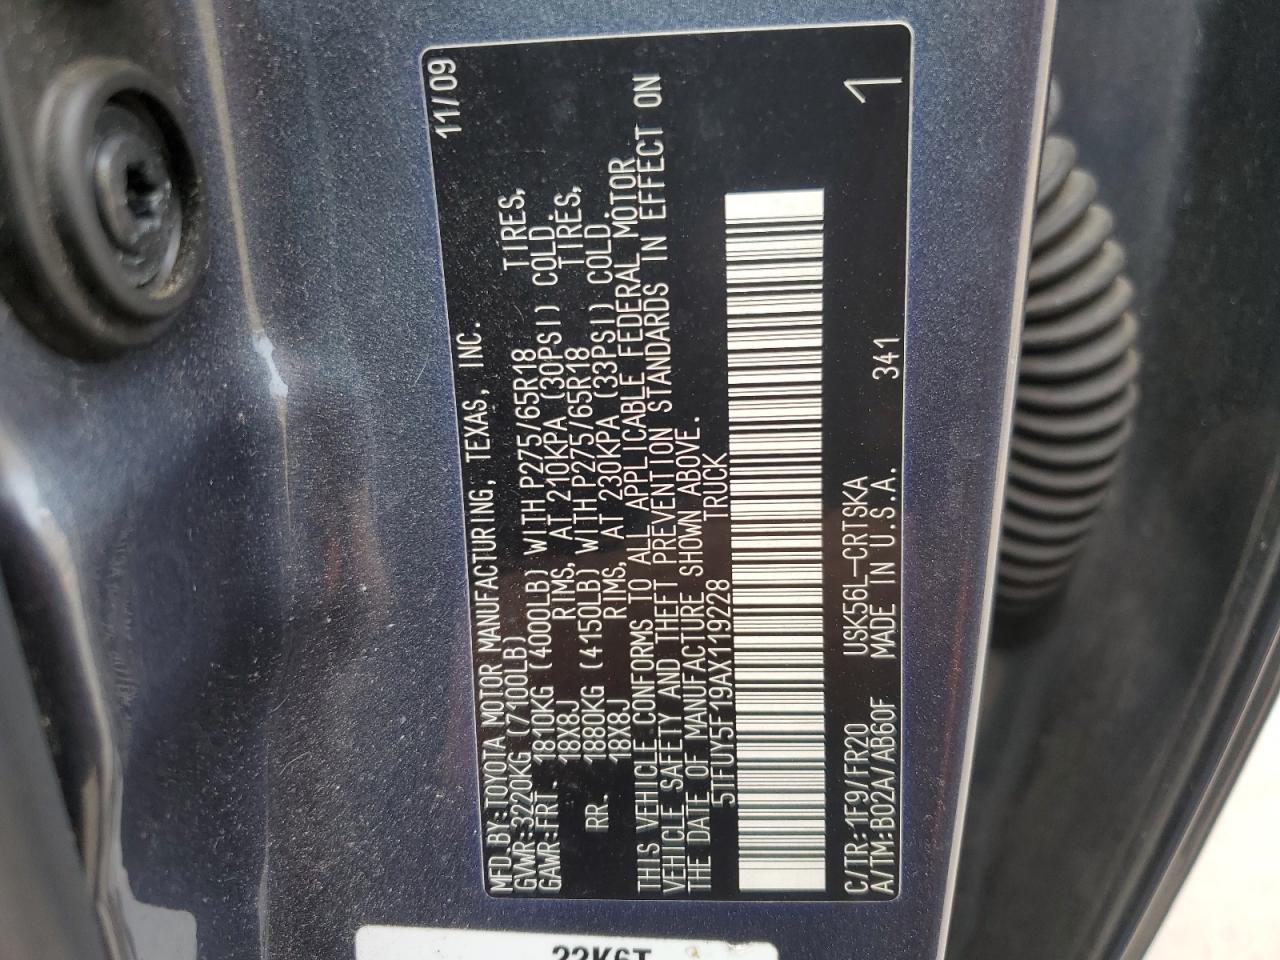 11/09
MFD BY: TOYOTA MOTOR MANUFACTURING, TEXAS, INC.
GVWR: 3220KG (7100LB)
GAWR: FRT. 1810KG (4000LB) WITH P275/65R18 TIRES,
18X8J RIMS, AT 210KPA (30PSI) COLD.
RR. 1880KG (4150LB) WITH P275/65R18 TIRES,
18X8J RIMS, AT 230KPA (33PSI) COLD.
THIS VEHICLE CONFORMS TO ALL APPLICABLE FEDERAL MOTOR
VEHICLE SAFETY AND THEFT PREVENTION STANDARDS IN EFFECT ON
THE DATE OF MANUFACTURE SHOWN ABOVE.
5TFUY5F19AX119228 TRUCK
C/TR: 1F9/FR20 USK56L-CRTSKA 341 1
A/TM: B02A/AB60F MADE IN U.S.A.